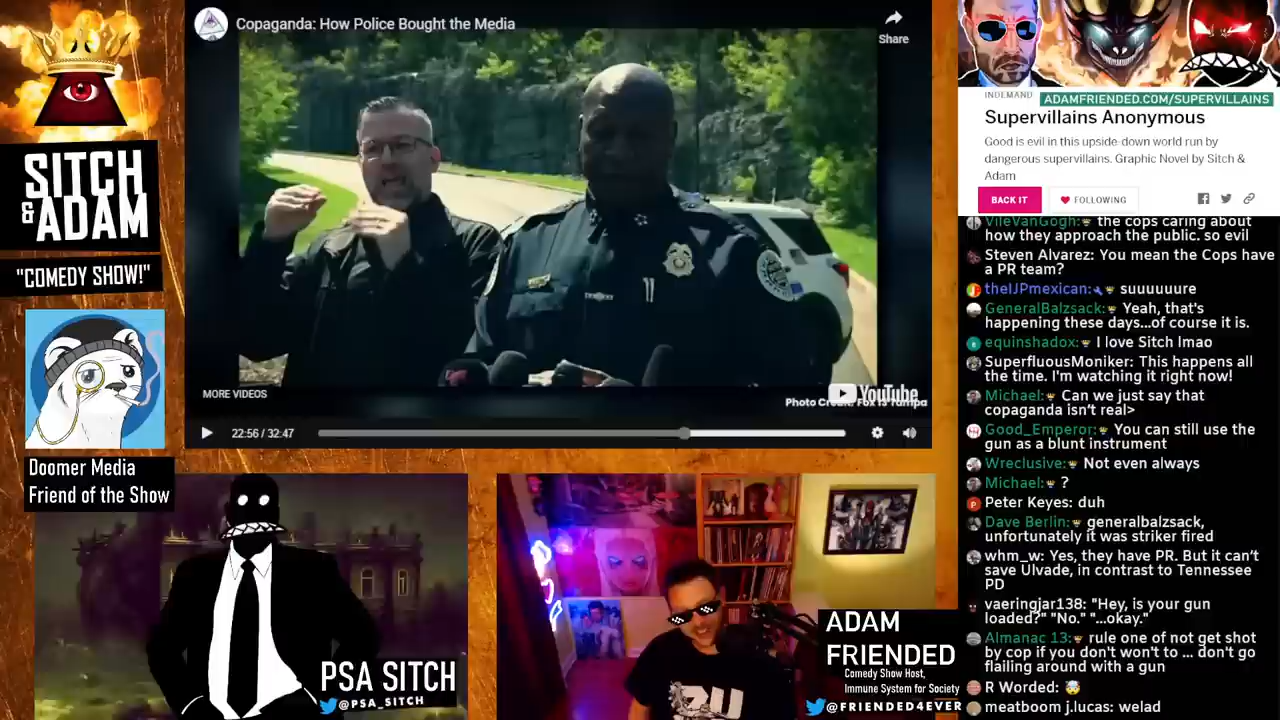 Copaganda: How Police Bought the Media
Share
MORE VIDEOS
YouTube
22:56 / 32:47
SITCH
& ADAM
"COMEDY SHOW!"
Doomer Media
Friend of the Show
PSA SITCH
@PSA_SITCH
ADAM
FRIENDED
Comedy Show Host,
Immune System for Society
@FRIENDED4EVER
INDEMAND
ADAMFRIENDED.COM/SUPERVILLAINS
Supervillains Anonymous
Good is evil in this upside-down world run by
dangerous supervillains. Graphic Novel by Sitch &
Adam
BACK IT
FOLLOWING
VileVanGogh: the cops caring about
how they approach the public. so evil
Steven Alvarez: You mean the Cops have
a PR team?
theIJPmexican: suuuuuure
GeneralBalzsack: Yeah, that's
happening these days...of course it is.
equinshadox: I love Sitch lmao
SuperfluousMoniker: This happens all
the time. I'm watching it right now!
Michael: Can we just say that
copaganda isn't real>
Good_Emperor: You can still use the
gun as a blunt instrument
Wreclusive: Not even always
Michael: ?
Peter Keyes: duh
Dave Berlin: generalbalzsack,
unfortunately it was striker fired
whm_w: Yes, they have PR. But it can't
save Ulvade, in contrast to Tennessee
PD
vaeringjar138: "Hey, is your gun
loaded?" "No." "...okay."
Almanac 13: rule one of not get shot
by cop if you don't won't to ... don't go
flailing around with a gun
R Worded:
meatboom j.lucas: welad